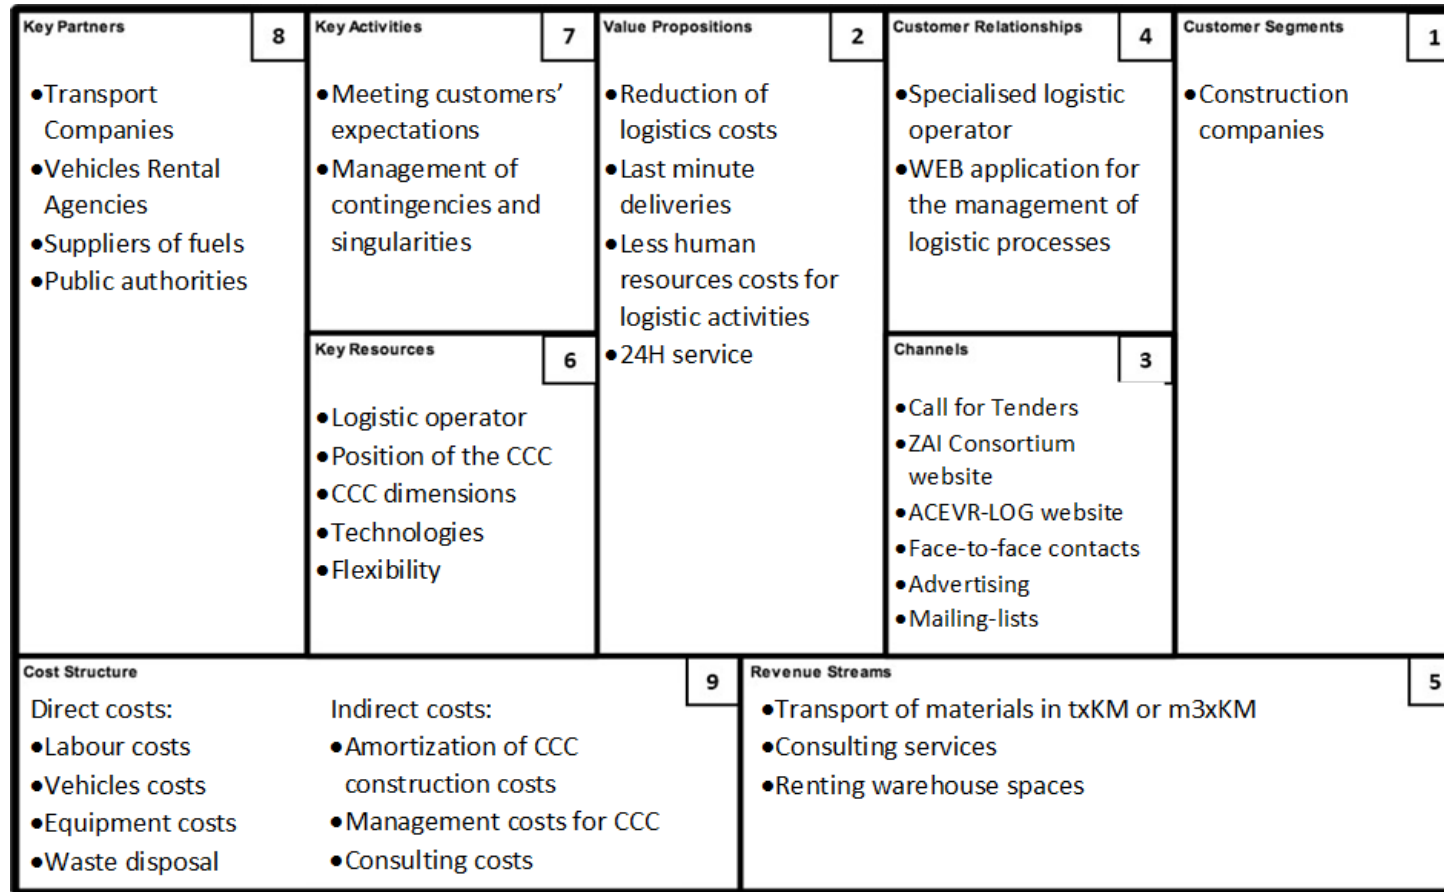 Key Partners
8
•Transport
Companies
•Vehicles Rental
Agencies
•Suppliers of fuels
•Public authorities
Key Activities
7
•Meeting customers’
expectations
•Management of
contingencies and
singularities
Key Resources
6
•Logistic operator
•Position of the CCC
•CCC dimensions
•Technologies
•Flexibility
Value Propositions
2
•Reduction of
logistics costs
•Last minute
deliveries
•Less human
resources costs for
logistic activities
•24H service
Customer Relationships
4
•Specialised logistic
operator
•WEB application for
the management of
logistic processes
Channels
3
•Call for Tenders
•ZAI Consortium
website
•ACEVR-LOG website
•Face-to-face contacts
•Advertising
•Mailing-lists
Customer Segments
1
•Construction
companies
Cost Structure
9
Direct costs:
•Labour costs
•Vehicles costs
•Equipment costs
•Waste disposal
Indirect costs:
•Amortization of CCC
construction costs
•Management costs for CCC
•Consulting costs
Revenue Streams
5
•Transport of materials in txKM or m3xKM
•Consulting services
•Renting warehouse spaces